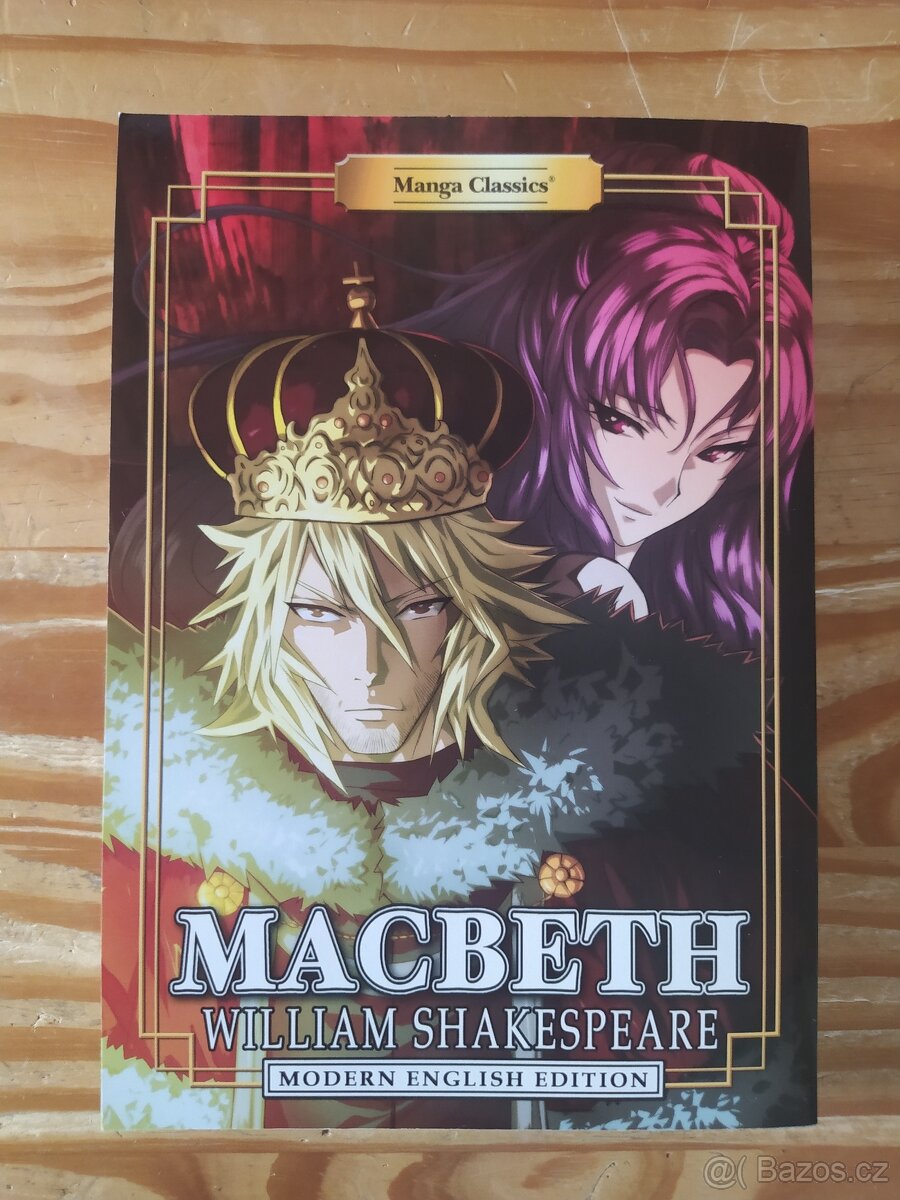 Manga Classics®
MACBETH
WILLIAM SHAKESPEARE
MODERN ENGLISH EDITION
@( Bazos.cz